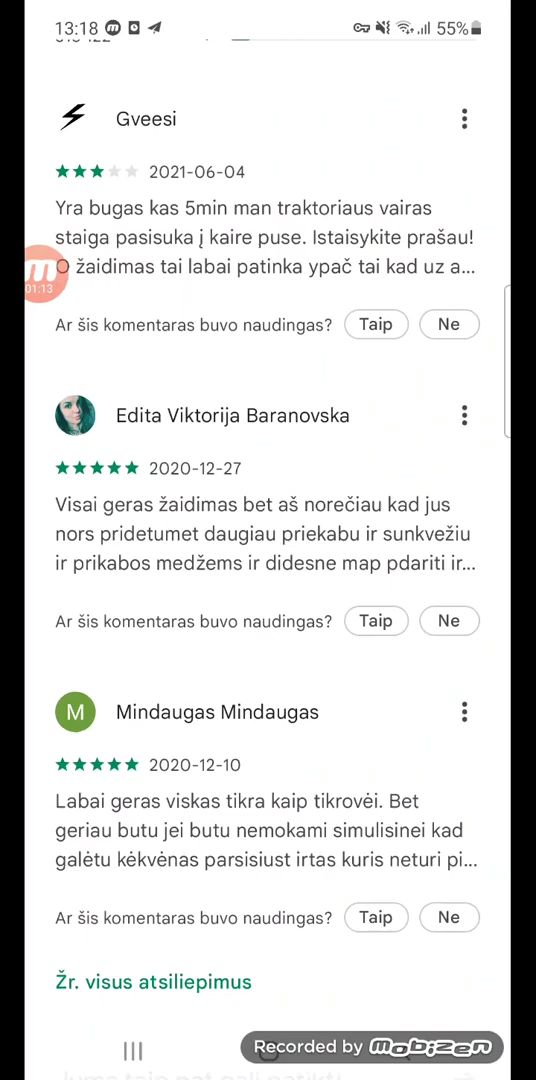 13:18
55%
Gveesi
2021-06-04
Yra bugas kas 5min man traktoriaus vairas
staiga pasisuka į kaire puse. Istaisykite prašau!
O žaidimas tai labai patinka ypač tai kad uz a...
01:13
Ar šis komentaras buvo naudingas? Taip Ne
Edita Viktorija Baranovska
2020-12-27
Visai geras žaidimas bet aš norečiau kad jus
nors pridetumet daugiau priekabu ir sunkvežiu
ir prikabos medžems ir didesne map pdariti ir...
Ar šis komentaras buvo naudingas? Taip Ne
M Mindaugas Mindaugas
2020-12-10
Labai geras viskas tikra kaip tikrovėi. Bet
geriau butu jei butu nemokami simulisinei kad
galėtu kėkvėnas parsisiust irtas kuris neturi pi...
Ar šis komentaras buvo naudingas? Taip Ne
Žr. visus atsiliepimus
Recorded by mobizen